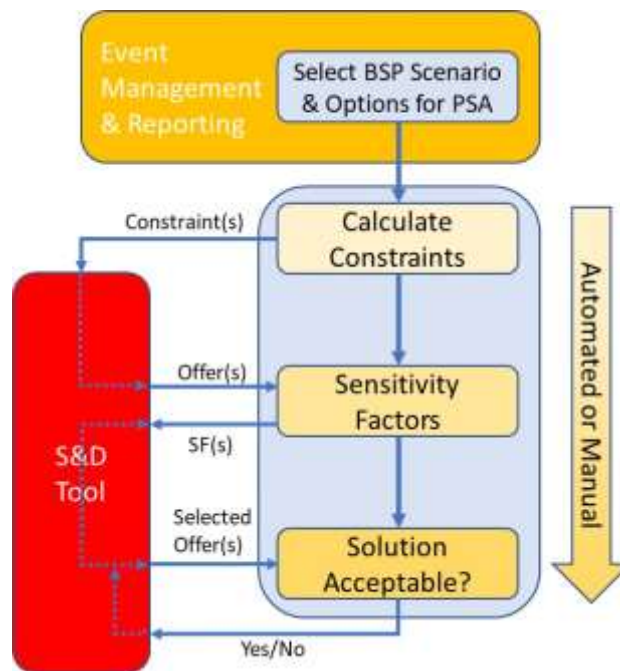 Event
Management
& Reporting
Select BSP Scenario
& Options for PSA
Constraint(s)
Calculate
Constraints
Automated or Manual
Offer(s)
Sensitivity
Factors
SF(s)
S&D
Tool
Selected
Offer(s)
Solution
Acceptable?
Yes/No